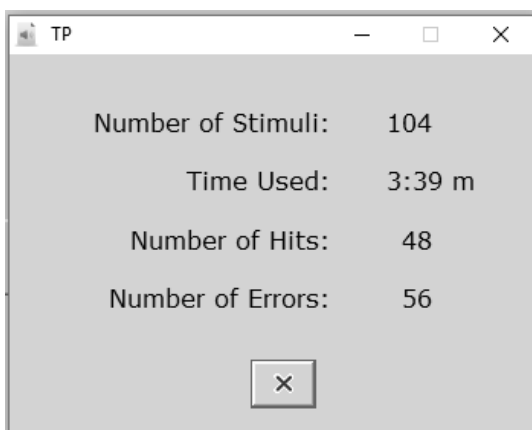 TP
Number of Stimuli: 104
Time Used: 3:39 m
Number of Hits: 48
Number of Errors: 56